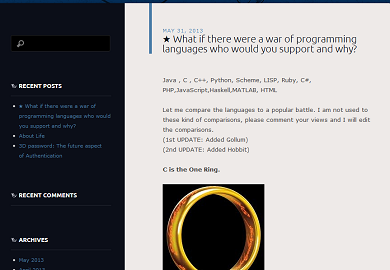 RECENT POSTS
★ What if there were a war of
programming languages who would
you support and why?
About Life
3D password: The future aspect
of Authentication
RECENT COMMENTS
ARCHIVES
May 2013
MAY 31, 2013
★ What if there were a war of programming
languages who would you support and why?
Java , C , C++, Python, Scheme, LISP, Ruby, C#,
PHP,JavaScript,Haskell,MATLAB, HTML
Let me compare the languages to a popular battle. I am not used to
these kind of comparisons, please comment your views and I will edit
the comparisons.
(1st UPDATE: Added Gollum)
(2nd UPDATE: Added Hobbit)
C is the One Ring.